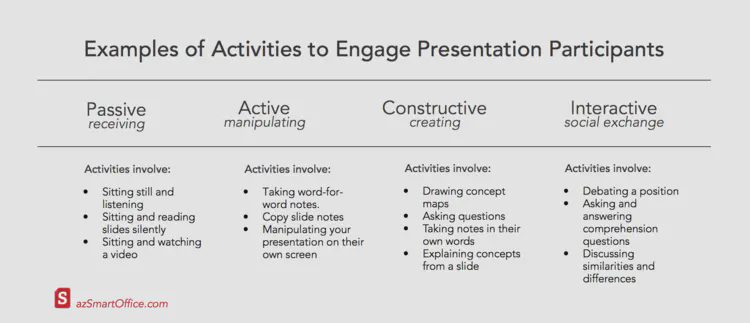 Examples of Activities to Engage Presentation Participants
Passive
receiving
Active
manipulating
Constructive
creating
Interactive
social exchange
Activities involve:
• Sitting still and
listening
• Sitting and reading
slides silently
• Sitting and watching
a video
Activities involve:
• Taking word-for-
word notes.
• Copy slide notes
• Manipulating your
presentation on their
own screen
Activities involve:
• Drawing concept
maps
• Asking questions
• Taking notes in their
own words
• Explaining concepts
from a slide
Activities involve:
• Debating a position
• Asking and
answering
comprehension
questions
• Discussing
similarities and
differences
S azSmartOffice.com